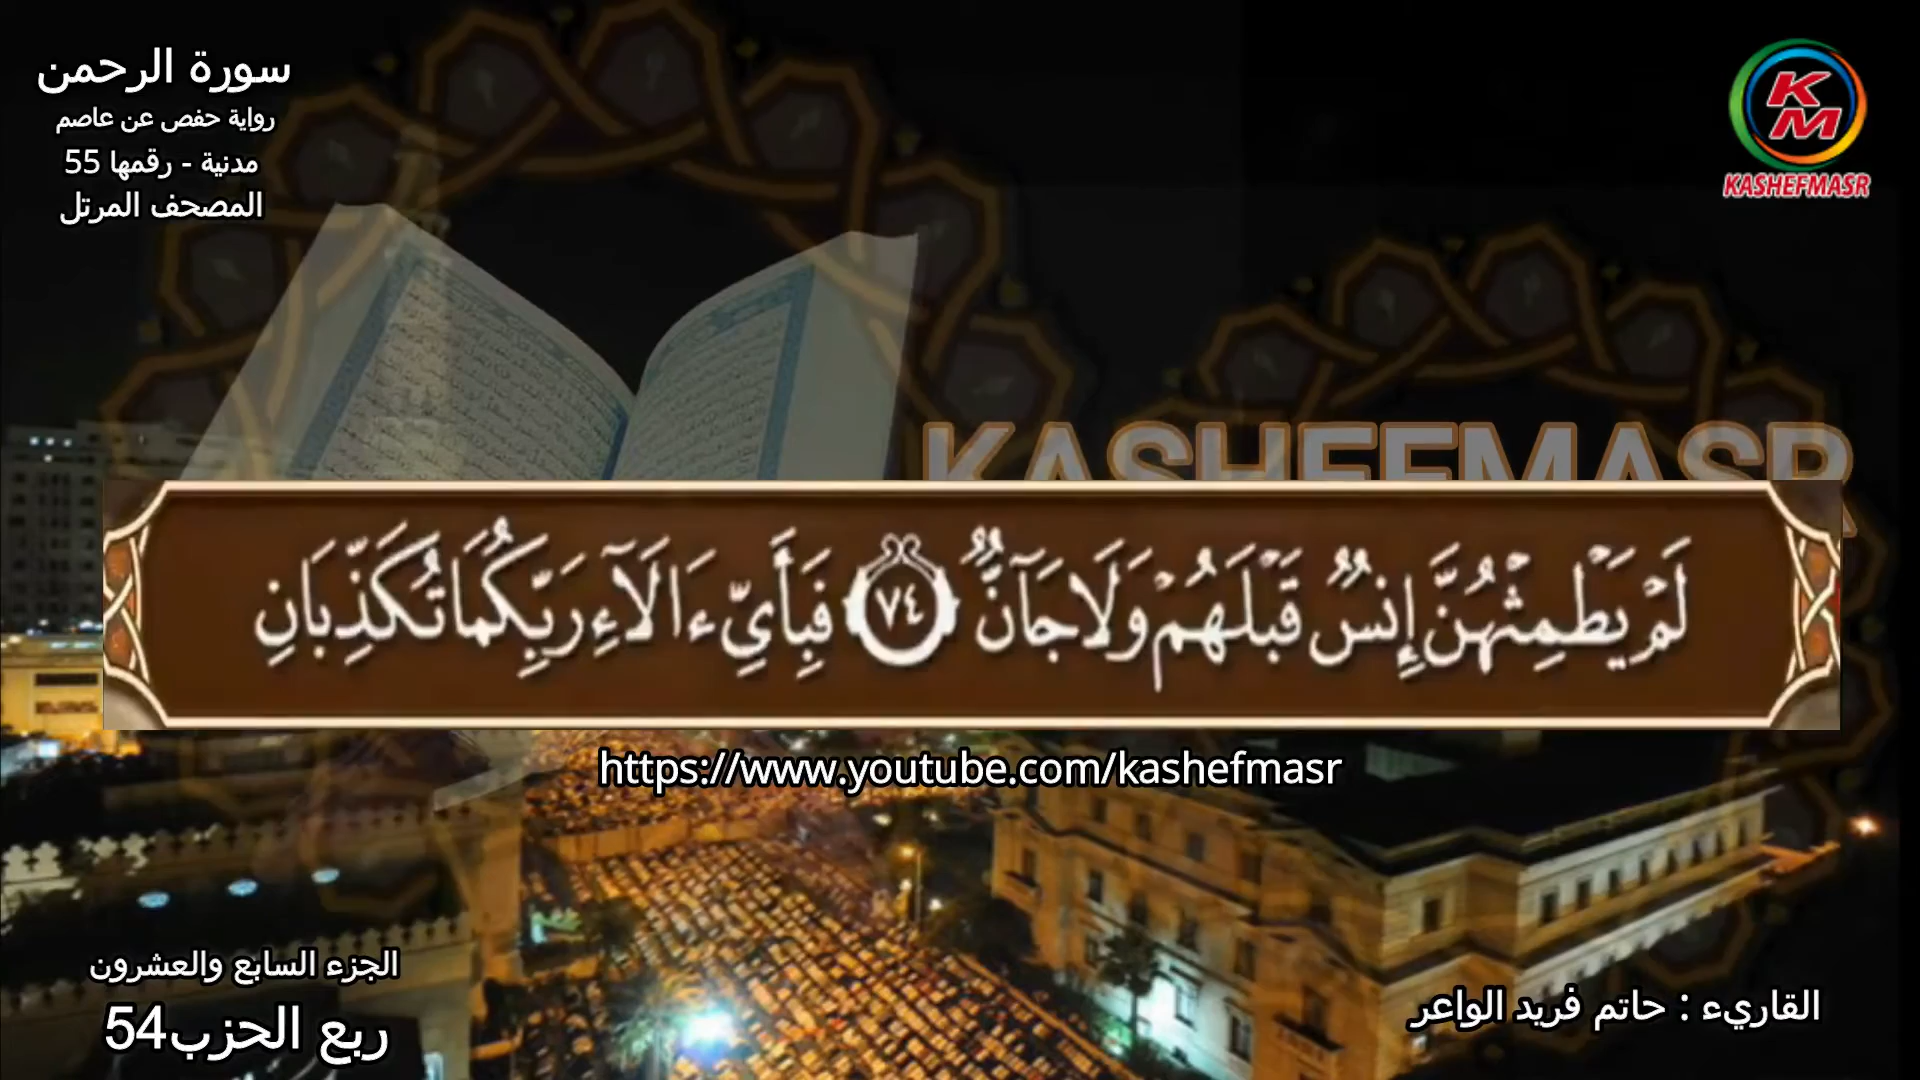 سورة الرحمن
رواية حفص عن عاصم
مدنية - رقمها 55
المصحف المرتل
KM
KASHEFMASR
KASHEFMASR
لَمْ يَطْمِثْهُنَّ إِنسٌ قَبْلَهُمْ وَلَا جَآنٌّ ٧٤ فَبِأَيِّ ءَالَآءِ رَبِّكُمَا تُكَذِّبَانِ
https://www.youtube.com/kashefmasr
الجزء السابع والعشرون
ربع الحزب54
القاريء : حاتم فريد الواعر